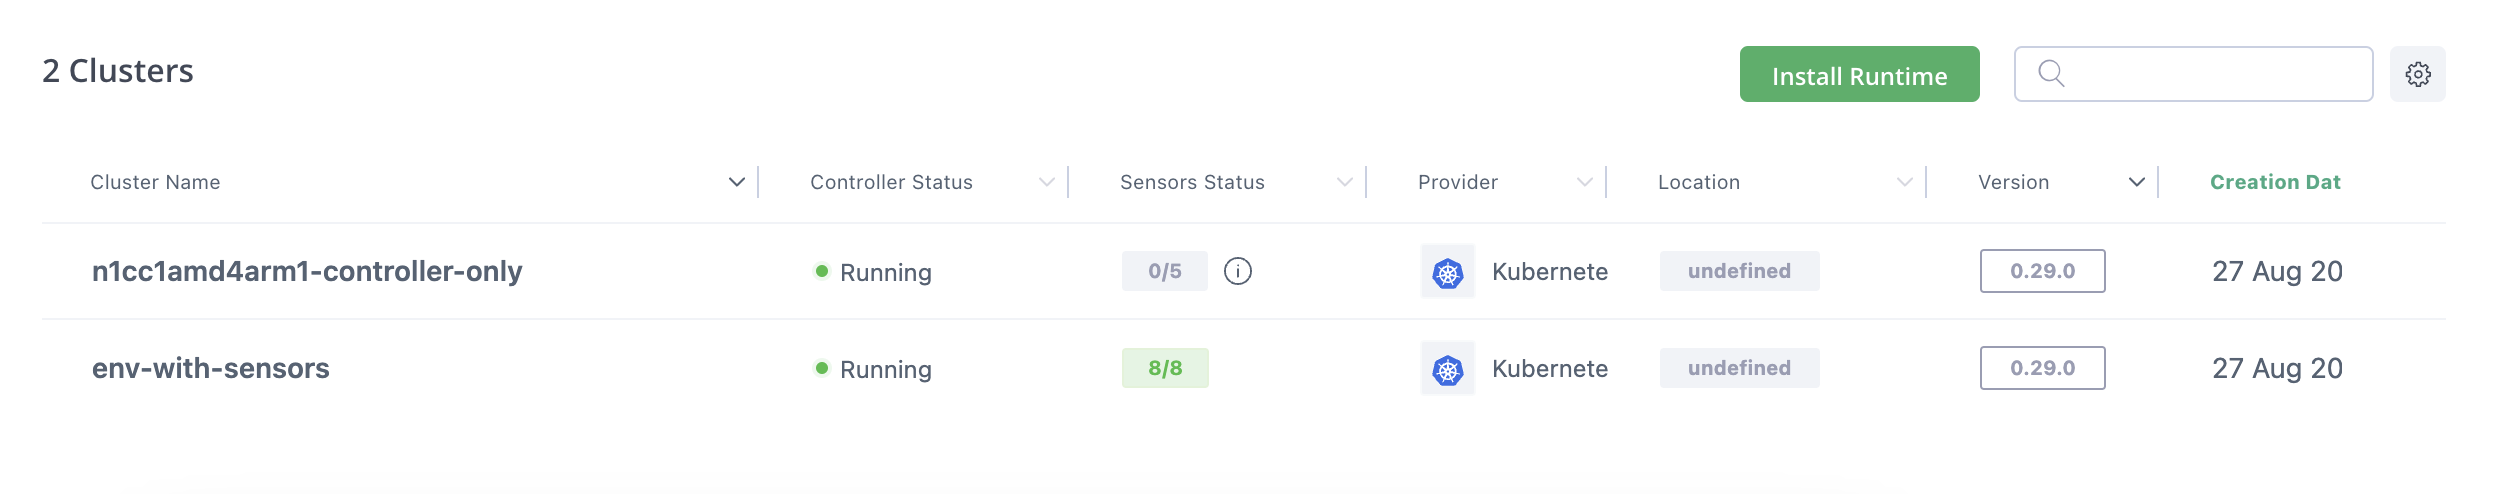 2 Clusters
Install Runtime
Cluster Name Controller Status Sensors Status Provider Location Version Creation Dat
n1cc1amd4arm1-controller-only Running 0/5 Kubernete undefined 0.29.0 27 Aug 20
env-with-sensors Running 8/8 Kubernete undefined 0.29.0 27 Aug 20